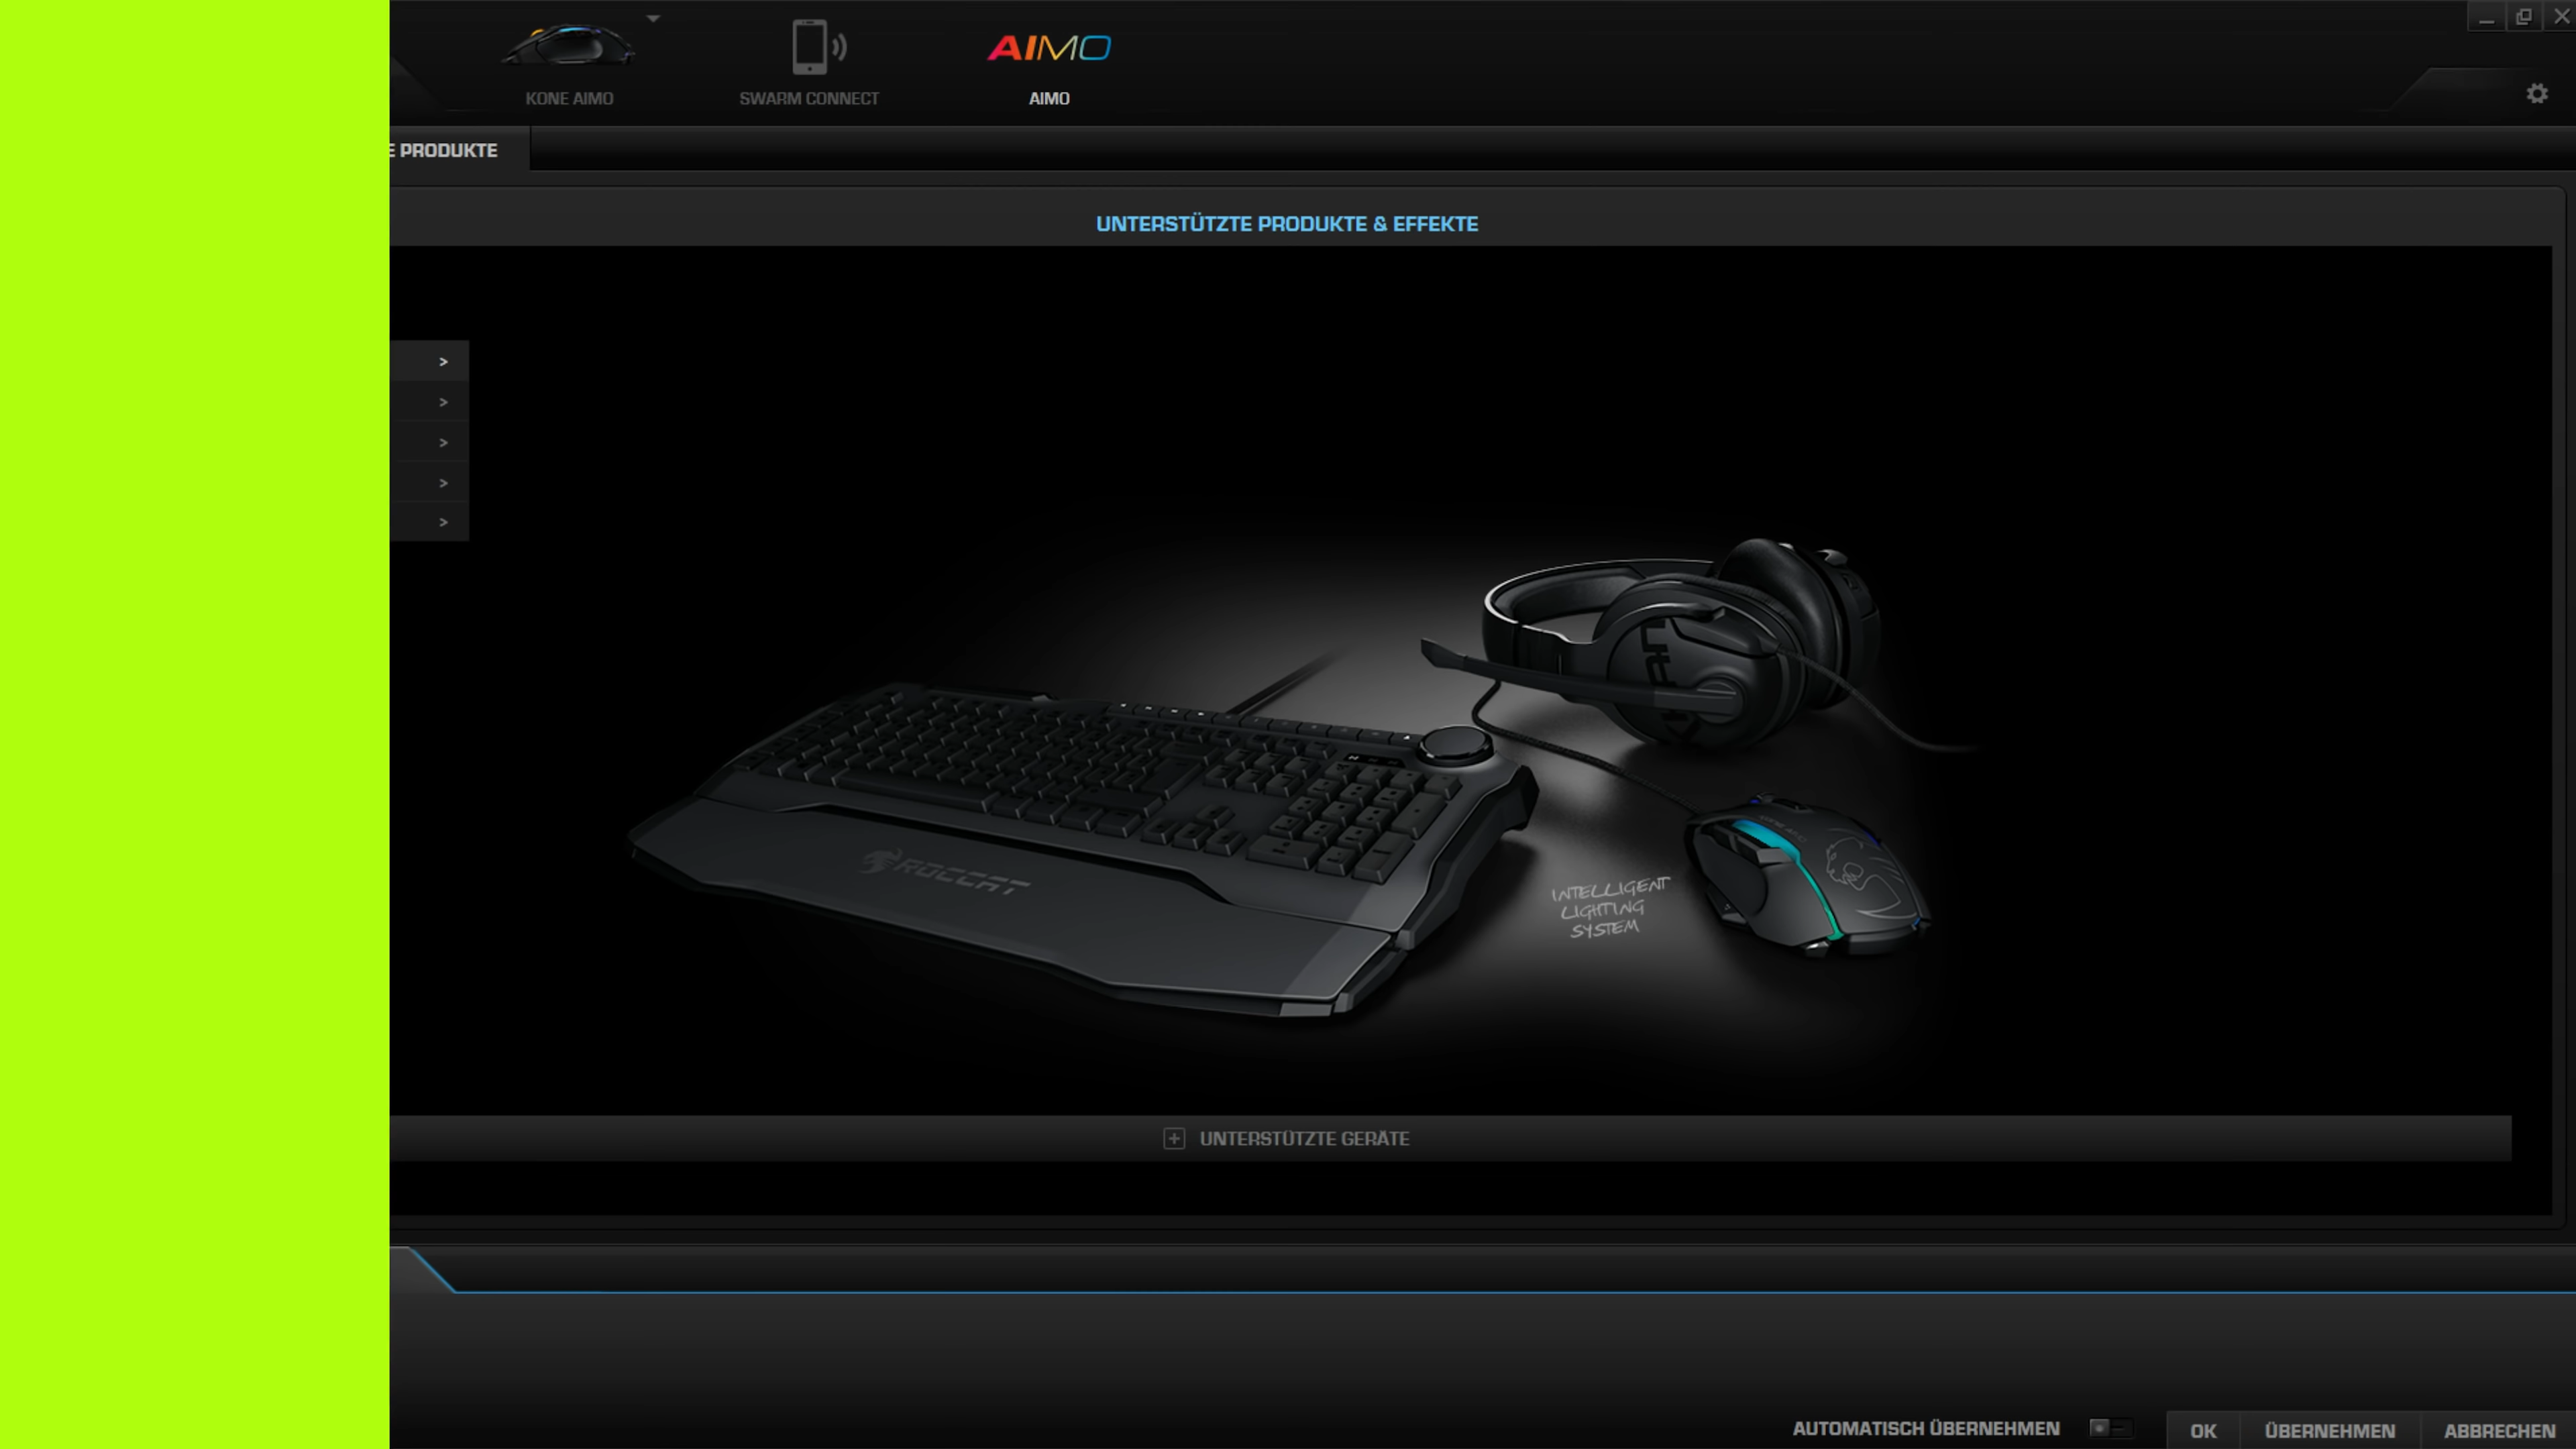 AIMO
KONE AIMO
SWARM CONNECT
AIMO
PRODUKTE
UNTERSTÜTZTE PRODUKTE & EFFEKTE
>
>
>
>
>
ROCCAT
INTELLIGENT
LIGHTING
SYSTEM
UNTERSTÜTZTE GERÄTE
AUTOMATISCH ÜBERNEHMEN
OK
ÜBERNEHMEN
ABBRECHEN